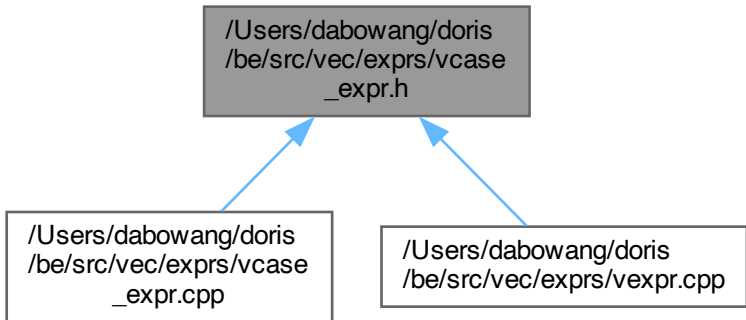 /Users/dabowang/doris
/be/src/vec/exprs/vcase
_expr.h
/Users/dabowang/doris
/be/src/vec/exprs/vcase
_expr.cpp
/Users/dabowang/doris
/be/src/vec/exprs/vexpr.cpp